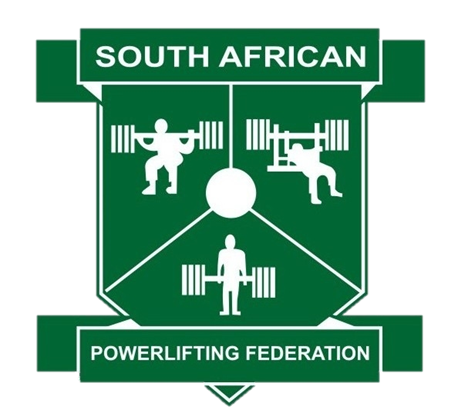 SOUTH AFRICAN
POWERLIFTING FEDERATION